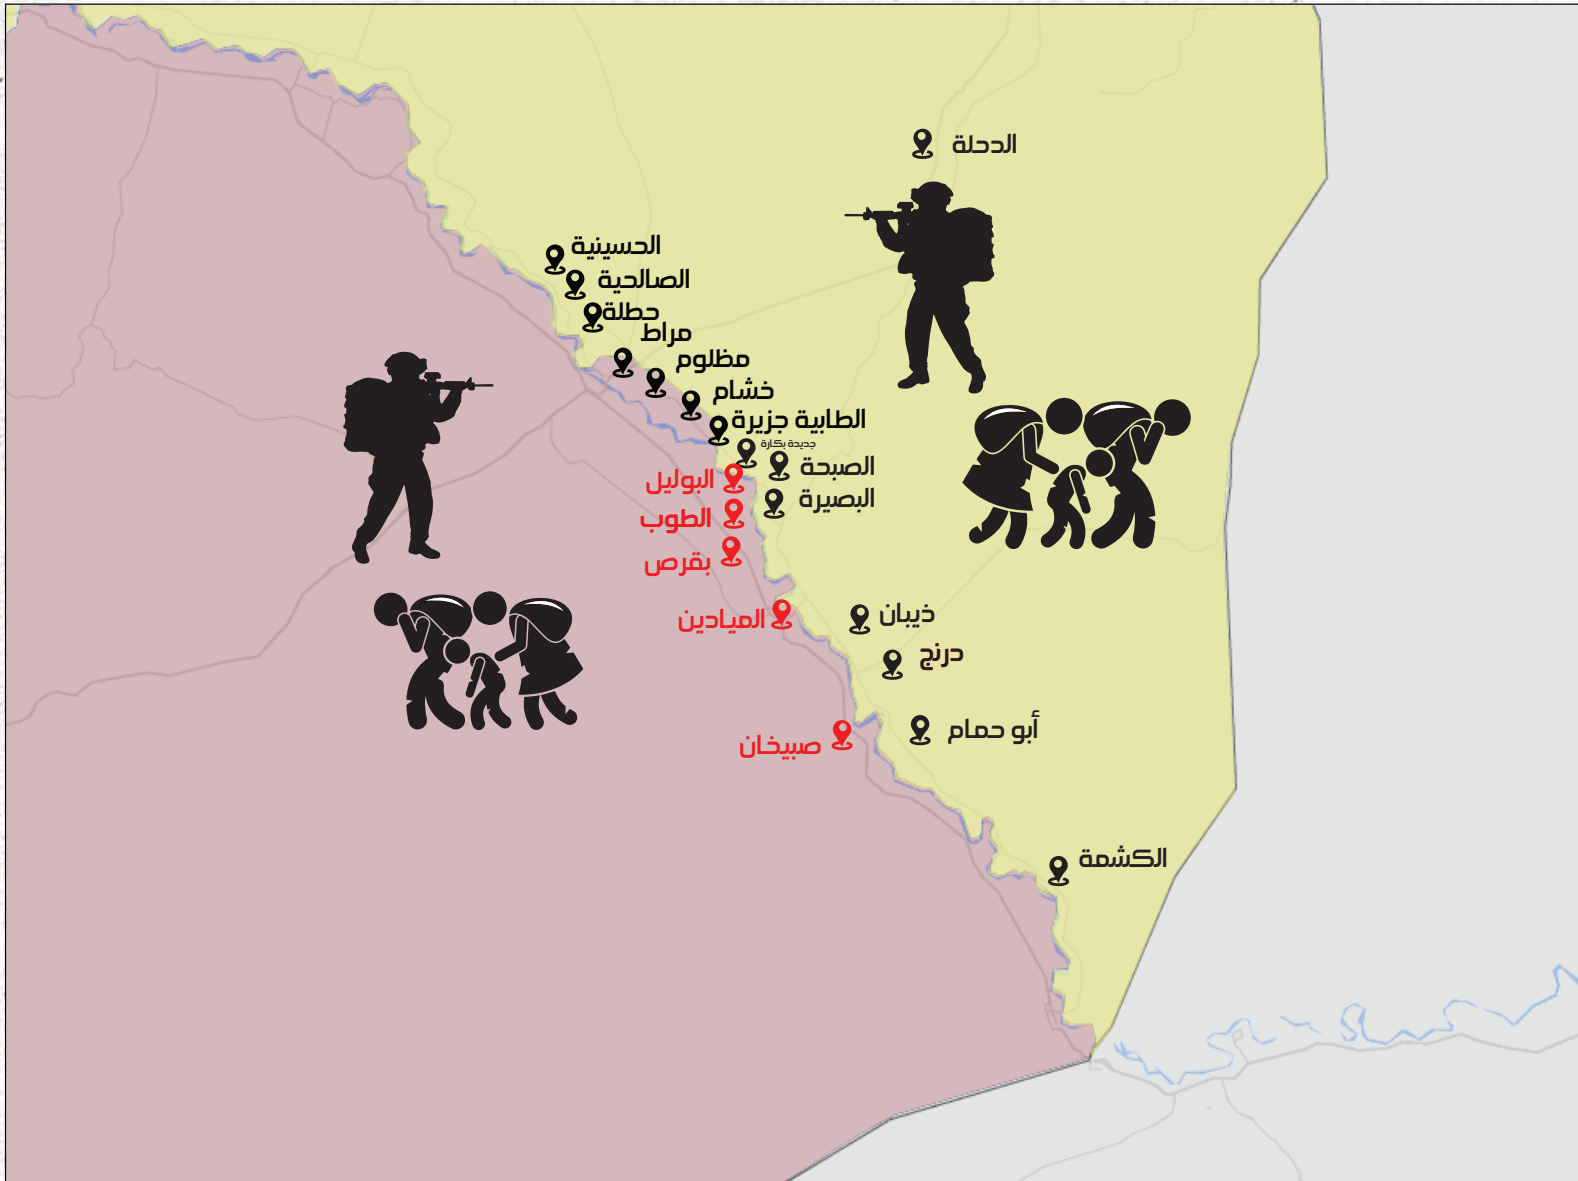 الدحلة
الحسينية
الصالحية
حطلة
مراط
مظلوم
خشام
الطابية جزيرة
جديدة بكارة
الصبحة
البوليل
البصيرة
الطوب
بقرص
الميادين
ذيبان
درنج
أبو حمام
صبيخان
الكشمة